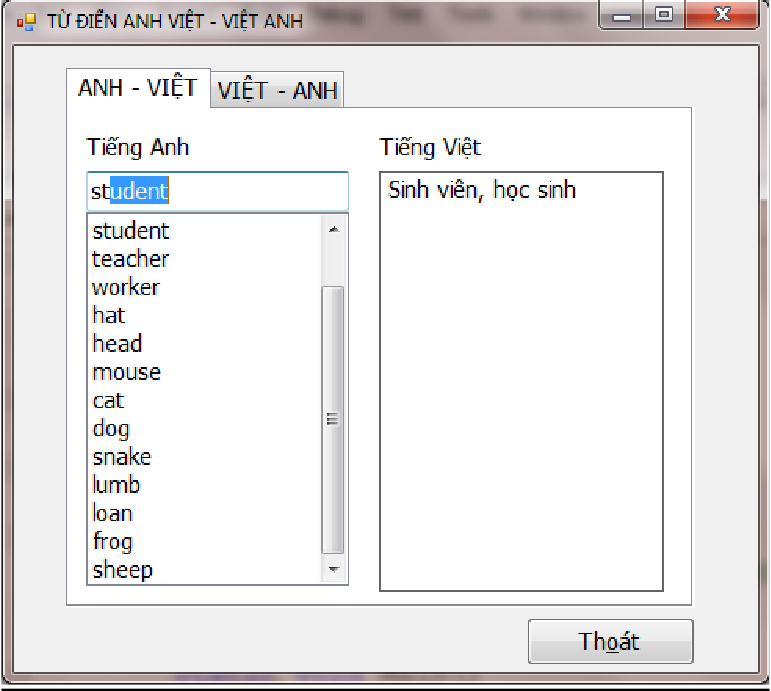 TỪ ĐIỂN ANH VIỆT - VIỆT ANH
ANH - VIỆT
VIỆT - ANH
Tiếng Anh
Tiếng Việt
student
Sinh viên, học sinh
student
teacher
worker
hat
head
mouse
cat
dog
snake
lumb
loan
frog
sheep
Thoát